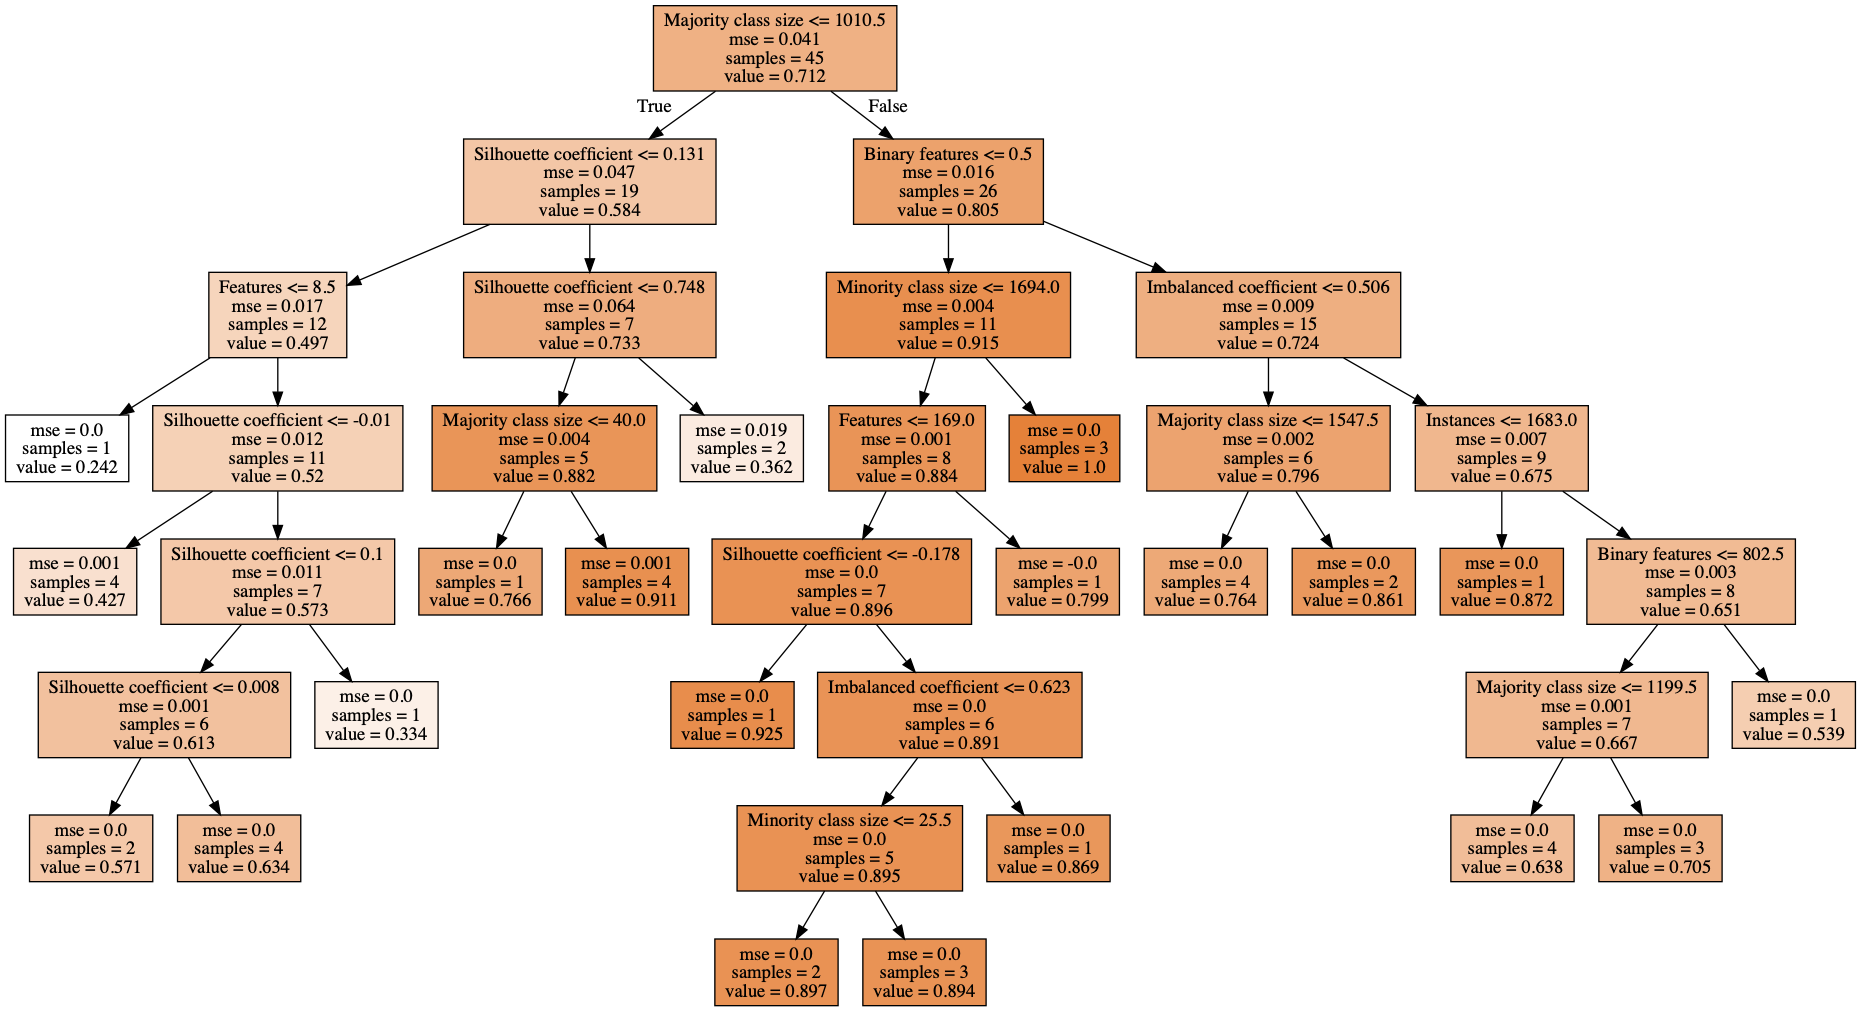 Majority class size <= 1010.5
mse = 0.041
samples = 45
value = 0.712
True
False
Silhouette coefficient <= 0.131
mse = 0.047
samples = 19
value = 0.584
Binary features <= 0.5
mse = 0.016
samples = 26
value = 0.805
Features <= 8.5
mse = 0.017
samples = 12
value = 0.497
Silhouette coefficient <= 0.748
mse = 0.064
samples = 7
value = 0.733
Minority class size <= 1694.0
mse = 0.004
samples = 11
value = 0.915
Imbalanced coefficient <= 0.506
mse = 0.009
samples = 15
value = 0.724
mse = 0.0
samples = 1
value = 0.242
Silhouette coefficient <= -0.01
mse = 0.012
samples = 11
value = 0.52
Majority class size <= 40.0
mse = 0.004
samples = 5
value = 0.882
mse = 0.019
samples = 2
value = 0.362
Features <= 169.0
mse = 0.001
samples = 8
value = 0.884
mse = 0.0
samples = 3
value = 1.0
Majority class size <= 1547.5
mse = 0.002
samples = 6
value = 0.796
Instances <= 1683.0
mse = 0.007
samples = 9
value = 0.675
mse = 0.001
samples = 4
value = 0.427
Silhouette coefficient <= 0.1
mse = 0.011
samples = 7
value = 0.573
mse = 0.0
samples = 1
value = 0.766
mse = 0.001
samples = 4
value = 0.911
Silhouette coefficient <= -0.178
mse = 0.0
samples = 7
value = 0.896
mse = -0.0
samples = 1
value = 0.799
mse = 0.0
samples = 4
value = 0.764
mse = 0.0
samples = 2
value = 0.861
mse = 0.0
samples = 1
value = 0.872
Binary features <= 802.5
mse = 0.003
samples = 8
value = 0.651
Silhouette coefficient <= 0.008
mse = 0.001
samples = 6
value = 0.613
mse = 0.0
samples = 1
value = 0.334
mse = 0.0
samples = 1
value = 0.925
Imbalanced coefficient <= 0.623
mse = 0.0
samples = 6
value = 0.891
Majority class size <= 1199.5
mse = 0.001
samples = 7
value = 0.667
mse = 0.0
samples = 1
value = 0.539
mse = 0.0
samples = 2
value = 0.571
mse = 0.0
samples = 4
value = 0.634
Minority class size <= 25.5
mse = 0.0
samples = 5
value = 0.895
mse = 0.0
samples = 1
value = 0.869
mse = 0.0
samples = 4
value = 0.638
mse = 0.0
samples = 3
value = 0.705
mse = 0.0
samples = 2
value = 0.897
mse = 0.0
samples = 3
value = 0.894